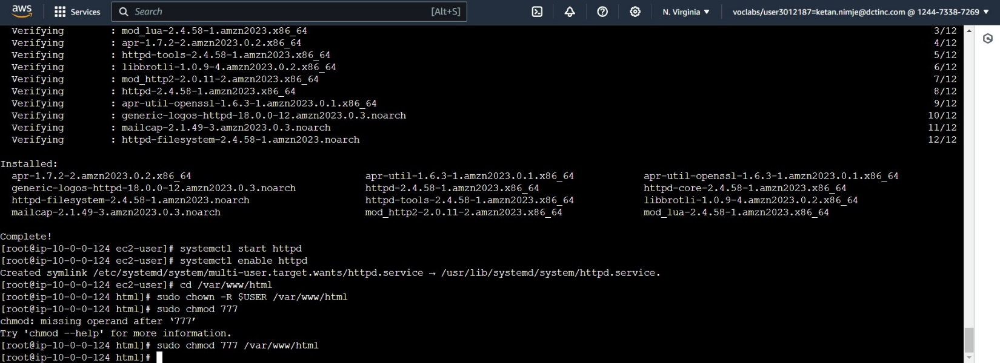 aws Services Search [Alt+S] N. Virginia ▼ voclabs/user3012187=ketan.nimje@dctinc.com @ 1244-7338-7269 ▼
Verifying : mod_lua-2.4.58-1.amzn2023.x86_64 3/12
Verifying : apr-1.7.2-2.amzn2023.0.2.x86_64 4/12
Verifying : httpd-tools-2.4.58-1.amzn2023.x86_64 5/12
Verifying : libbrotli-1.0.9-4.amzn2023.0.2.x86_64 6/12
Verifying : mod_http2-2.0.11-2.amzn2023.x86_64 7/12
Verifying : httpd-2.4.58-1.amzn2023.x86_64 8/12
Verifying : apr-util-openssl-1.6.3-1.amzn2023.0.1.x86_64 9/12
Verifying : generic-logos-httpd-18.0.0-12.amzn2023.0.3.noarch 10/12
Verifying : mailcap-2.1.49-3.amzn2023.0.3.noarch 11/12
Verifying : httpd-filesystem-2.4.58-1.amzn2023.noarch 12/12
Installed:
apr-1.7.2-2.amzn2023.0.2.x86_64 apr-util-1.6.3-1.amzn2023.0.1.x86_64 apr-util-openssl-1.6.3-1.amzn2023.0.1.x86_64
generic-logos-httpd-18.0.0-12.amzn2023.0.3.noarch httpd-2.4.58-1.amzn2023.x86_64 httpd-core-2.4.58-1.amzn2023.x86_64
httpd-filesystem-2.4.58-1.amzn2023.noarch httpd-tools-2.4.58-1.amzn2023.x86_64 libbrotli-1.0.9-4.amzn2023.0.2.x86_64
mailcap-2.1.49-3.amzn2023.0.3.noarch mod_http2-2.0.11-2.amzn2023.x86_64 mod_lua-2.4.58-1.amzn2023.x86_64
Complete!
[root@ip-10-0-0-124 ec2-user]# systemctl start httpd
[root@ip-10-0-0-124 ec2-user]# systemctl enable httpd
Created symlink /etc/systemd/system/multi-user.target.wants/httpd.service → /usr/lib/systemd/system/httpd.service.
[root@ip-10-0-0-124 ec2-user]# cd /var/www/html
[root@ip-10-0-0-124 html]# sudo chown -R $USER /var/www/html
[root@ip-10-0-0-124 html]# sudo chmod 777
chmod: missing operand after ‘777’
Try 'chmod --help' for more information.
[root@ip-10-0-0-124 html]# sudo chmod 777 /var/www/html
[root@ip-10-0-0-124 html]#